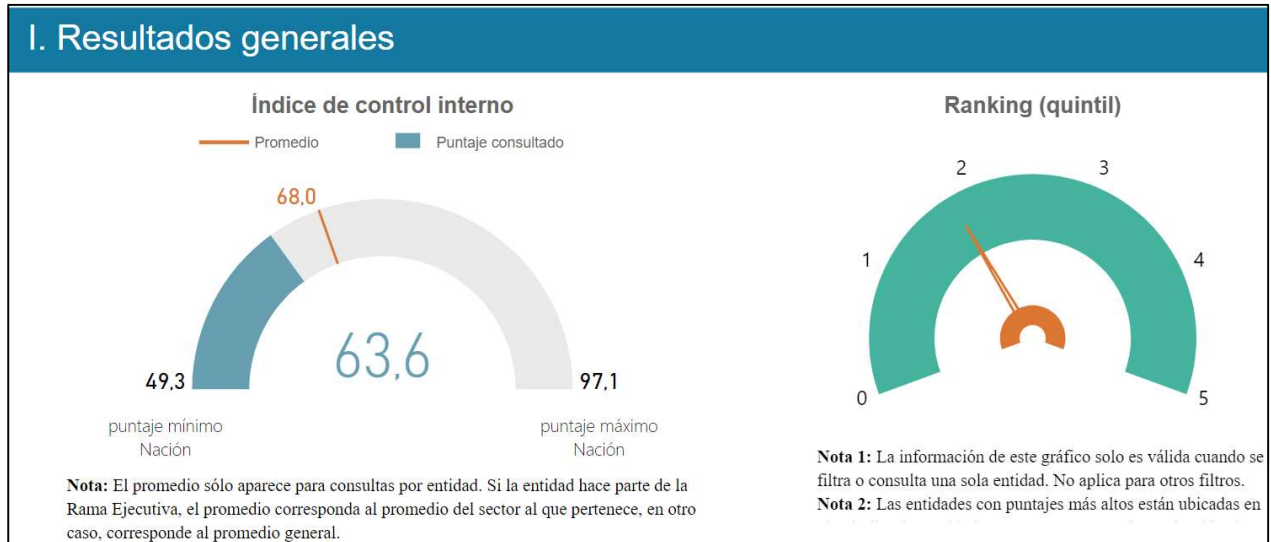 I. Resultados generales
Índice de control interno
Promedio
Puntaje consultado
68,0
63,6
49,3
97,1
puntaje mínimo
Nación
puntaje máximo
Nación
Nota: El promedio sólo aparece para consultas por entidad. Si la entidad hace parte de la
Rama Ejecutiva, el promedio corresponda al promedio del sector al que pertenece, en otro
caso, corresponde al promedio general.
Ranking (quintil)
0
1
2
3
4
5
Nota 1: La información de este gráfico solo es válida cuando se
filtra o consulta una sola entidad. No aplica para otros filtros.
Nota 2: Las entidades con puntajes más altos están ubicadas en